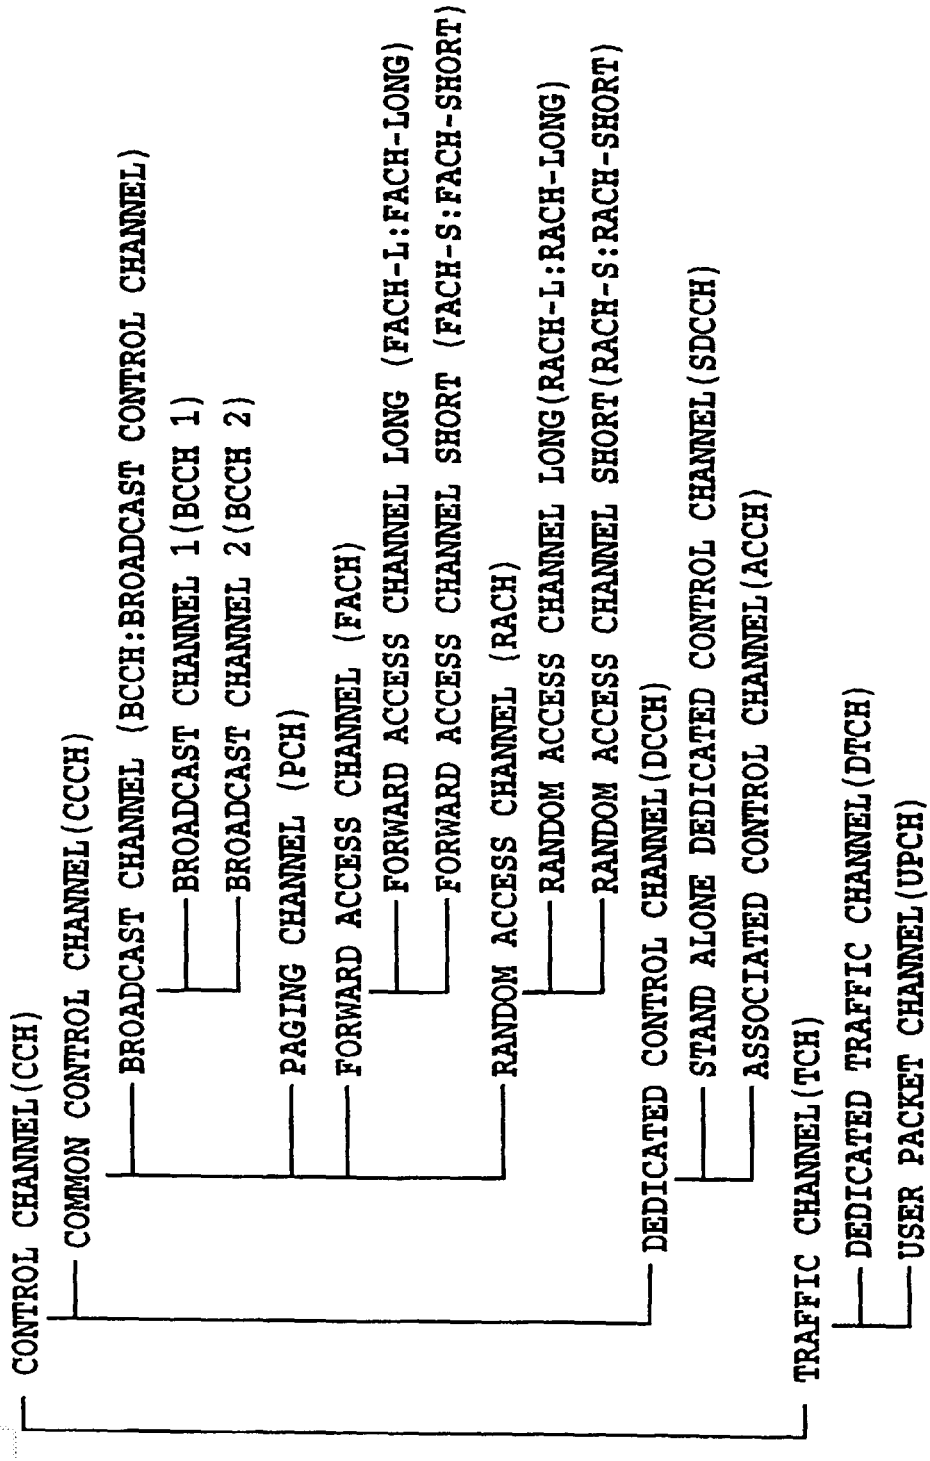 CONTROL CHANNEL(CCH)
COMMON CONTROL CHANNEL(CCCH)
BROADCAST CHANNEL (BCCH:BROADCAST CONTROL CHANNEL)
BROADCAST CHANNEL 1(BCCH 1)
BROADCAST CHANNEL 2(BCCH 2)
PAGING CHANNEL (PCH)
FORWARD ACCESS CHANNEL (FACH)
FORWARD ACCESS CHANNEL LONG (FACH-L:FACH-LONG)
FORWARD ACCESS CHANNEL SHORT (FACH-S:FACH-SHORT)
RANDOM ACCESS CHANNEL (RACH)
RANDOM ACCESS CHANNEL LONG(RACH-L:RACH-LONG)
RANDOM ACCESS CHANNEL SHORT(RACH-S:RACH-SHORT)
DEDICATED CONTROL CHANNEL(DCCH)
STAND ALONE DEDICATED CONTROL CHANNEL(SDCCH)
ASSOCIATED CONTROL CHANNEL(ACCH)
TRAFFIC CHANNEL(TCH)
DEDICATED TRAFFIC CHANNEL(DTCH)
USER PACKET CHANNEL(UPCH)